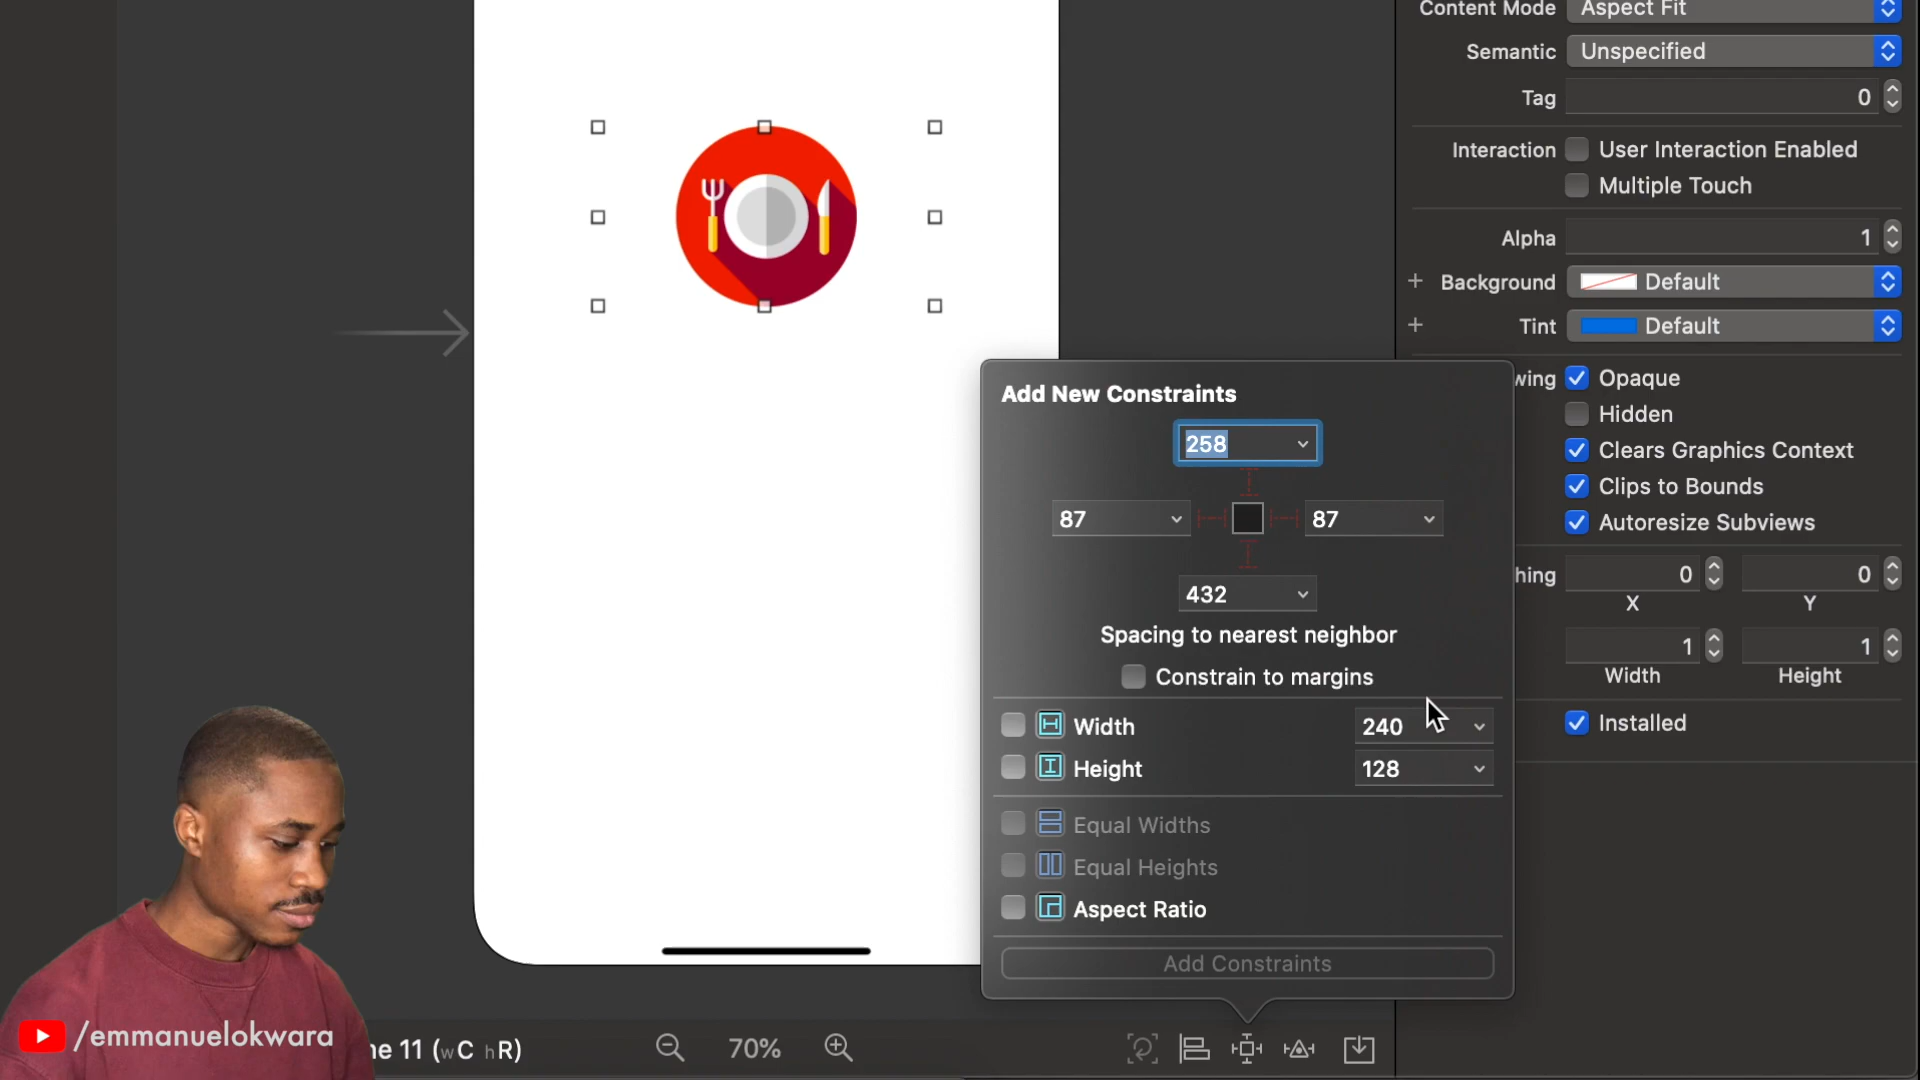 Content Mode Aspect Fit
Semantic Unspecified
Tag 0
Interaction User Interaction Enabled
Multiple Touch
Alpha 1
+ Background Default
+ Tint Default
wing Opaque
Hidden
Clears Graphics Context
Clips to Bounds
Autoresize Subviews
hing 0 0
X Y
1 1
Width Height
Installed
Add New Constraints
258
87 87
432
Spacing to nearest neighbor
Constrain to margins
Width 240
Height 128
Equal Widths
Equal Heights
Aspect Ratio
Add Constraints
/emmanuelokwara
ne 11 (wC hR)
70%